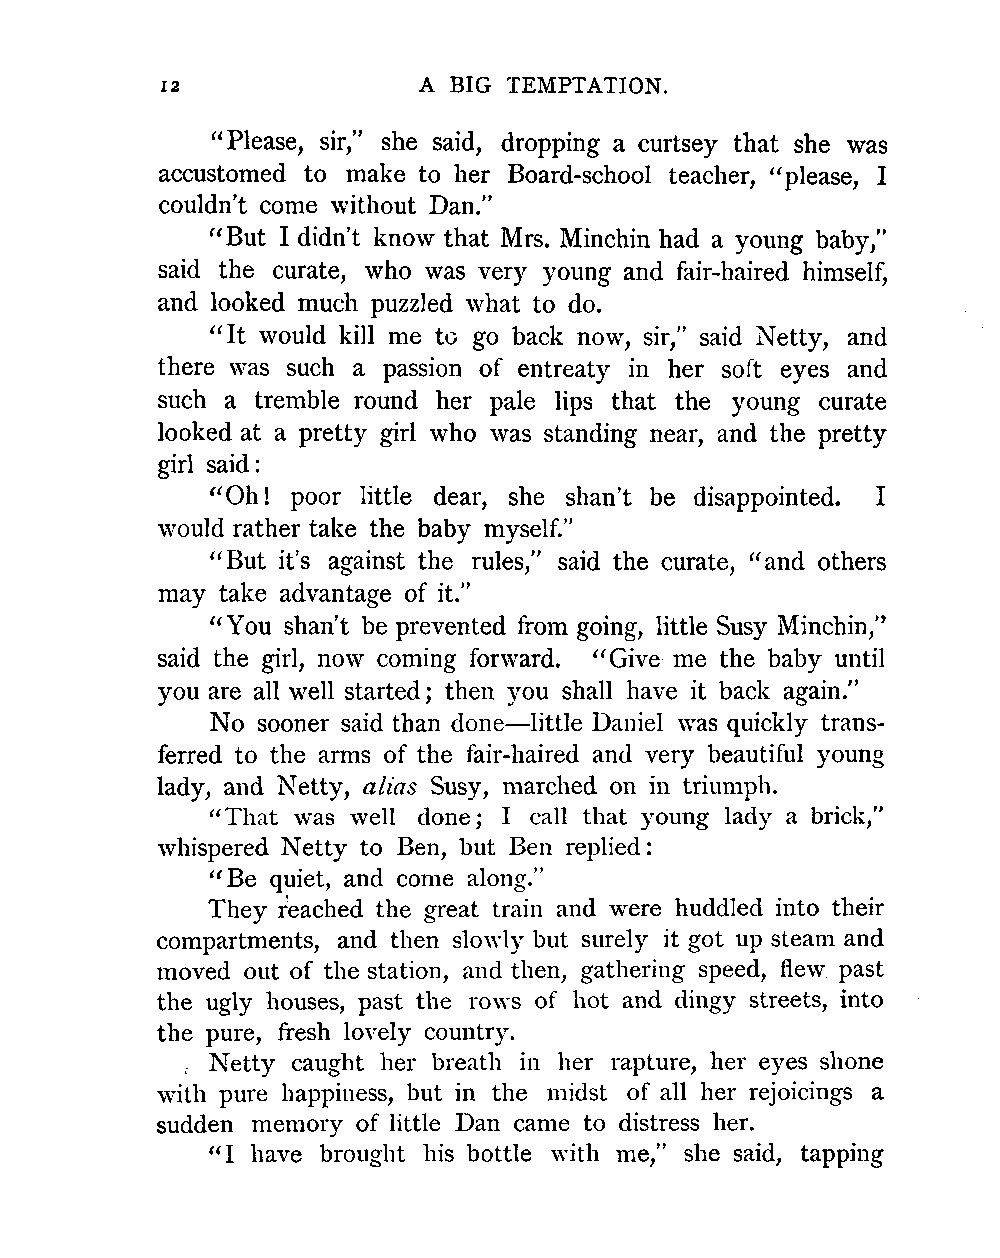 12 A BIG TEMPTATION.
"Please, sir," she said, dropping a curtsey that she was
accustomed to make to her Board-school teacher, "please, I
couldn't come without Dan."
"But I didn't know that Mrs. Minchin had a young baby,"
said the curate, who was very young and fair-haired himself,
and looked much puzzled what to do.
"It would kill me to go back now, sir," said Netty, and
there was such a passion of entreaty in her soft eyes and
such a tremble round her pale lips that the young curate
looked at a pretty girl who was standing near, and the pretty
girl said:
"Oh! poor little dear, she shan't be disappointed. I
would rather take the baby myself."
"But it's against the rules," said the curate, "and others
may take advantage of it."
"You shan't be prevented from going, little Susy Minchin,"
said the girl, now coming forward. "Give me the baby until
you are all well started; then you shall have it back again."
No sooner said than done—little Daniel was quickly trans-
ferred to the arms of the fair-haired and very beautiful young
lady, and Netty, alias Susy, marched on in triumph.
"That was well done; I call that young lady a brick,"
whispered Netty to Ben, but Ben replied:
"Be quiet, and come along."
They reached the great train and were huddled into their
compartments, and then slowly but surely it got up steam and
moved out of the station, and then, gathering speed, flew past
the ugly houses, past the rows of hot and dingy streets, into
the pure, fresh lovely country.
Netty caught her breath in her rapture, her eyes shone
with pure happiness, but in the midst of all her rejoicings a
sudden memory of little Dan came to distress her.
"I have brought his bottle with me," she said, tapping